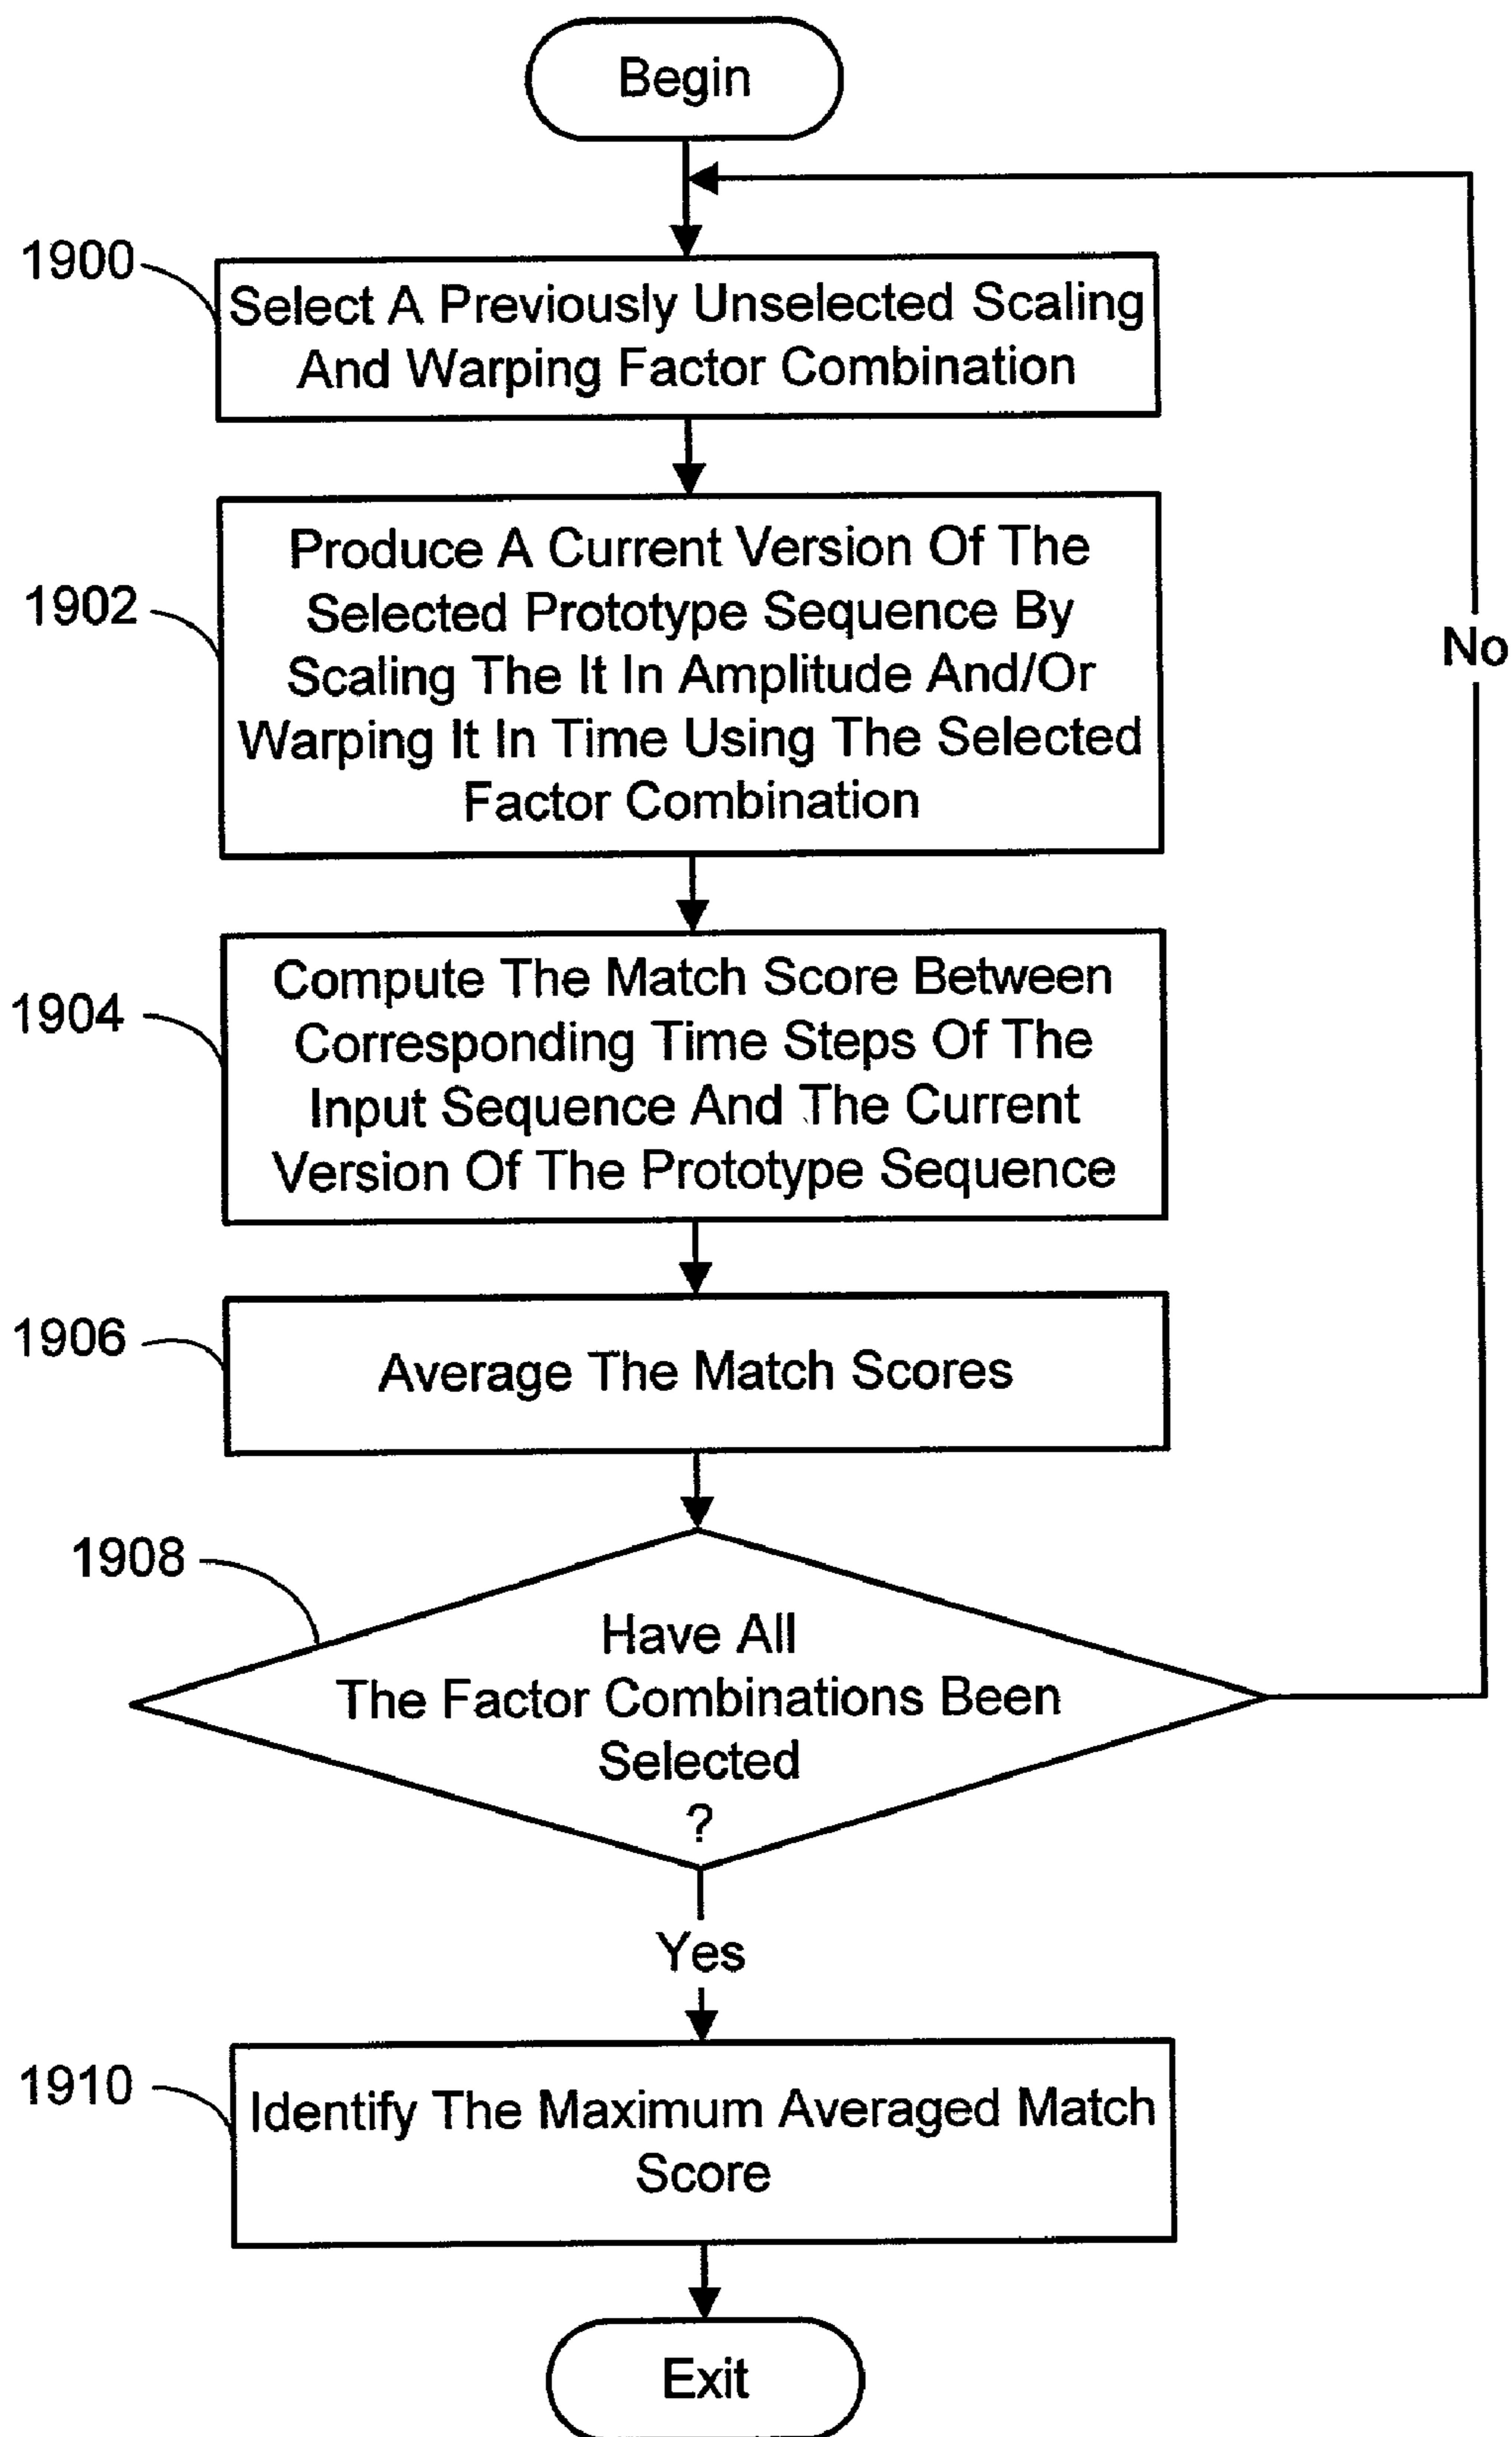 Begin
1900
Select A Previously Unselected Scaling
And Warping Factor Combination
1902
Produce A Current Version Of The
Selected Prototype Sequence By
Scaling The It In Amplitude And/Or
Warping It In Time Using The Selected
Factor Combination
No
1904
Compute The Match Score Between
Corresponding Time Steps Of The
Input Sequence And The Current
Version Of The Prototype Sequence
1906
Average The Match Scores
1908
Have All
The Factor Combinations Been
Selected
?
Yes
1910
Identify The Maximum Averaged Match
Score
Exit